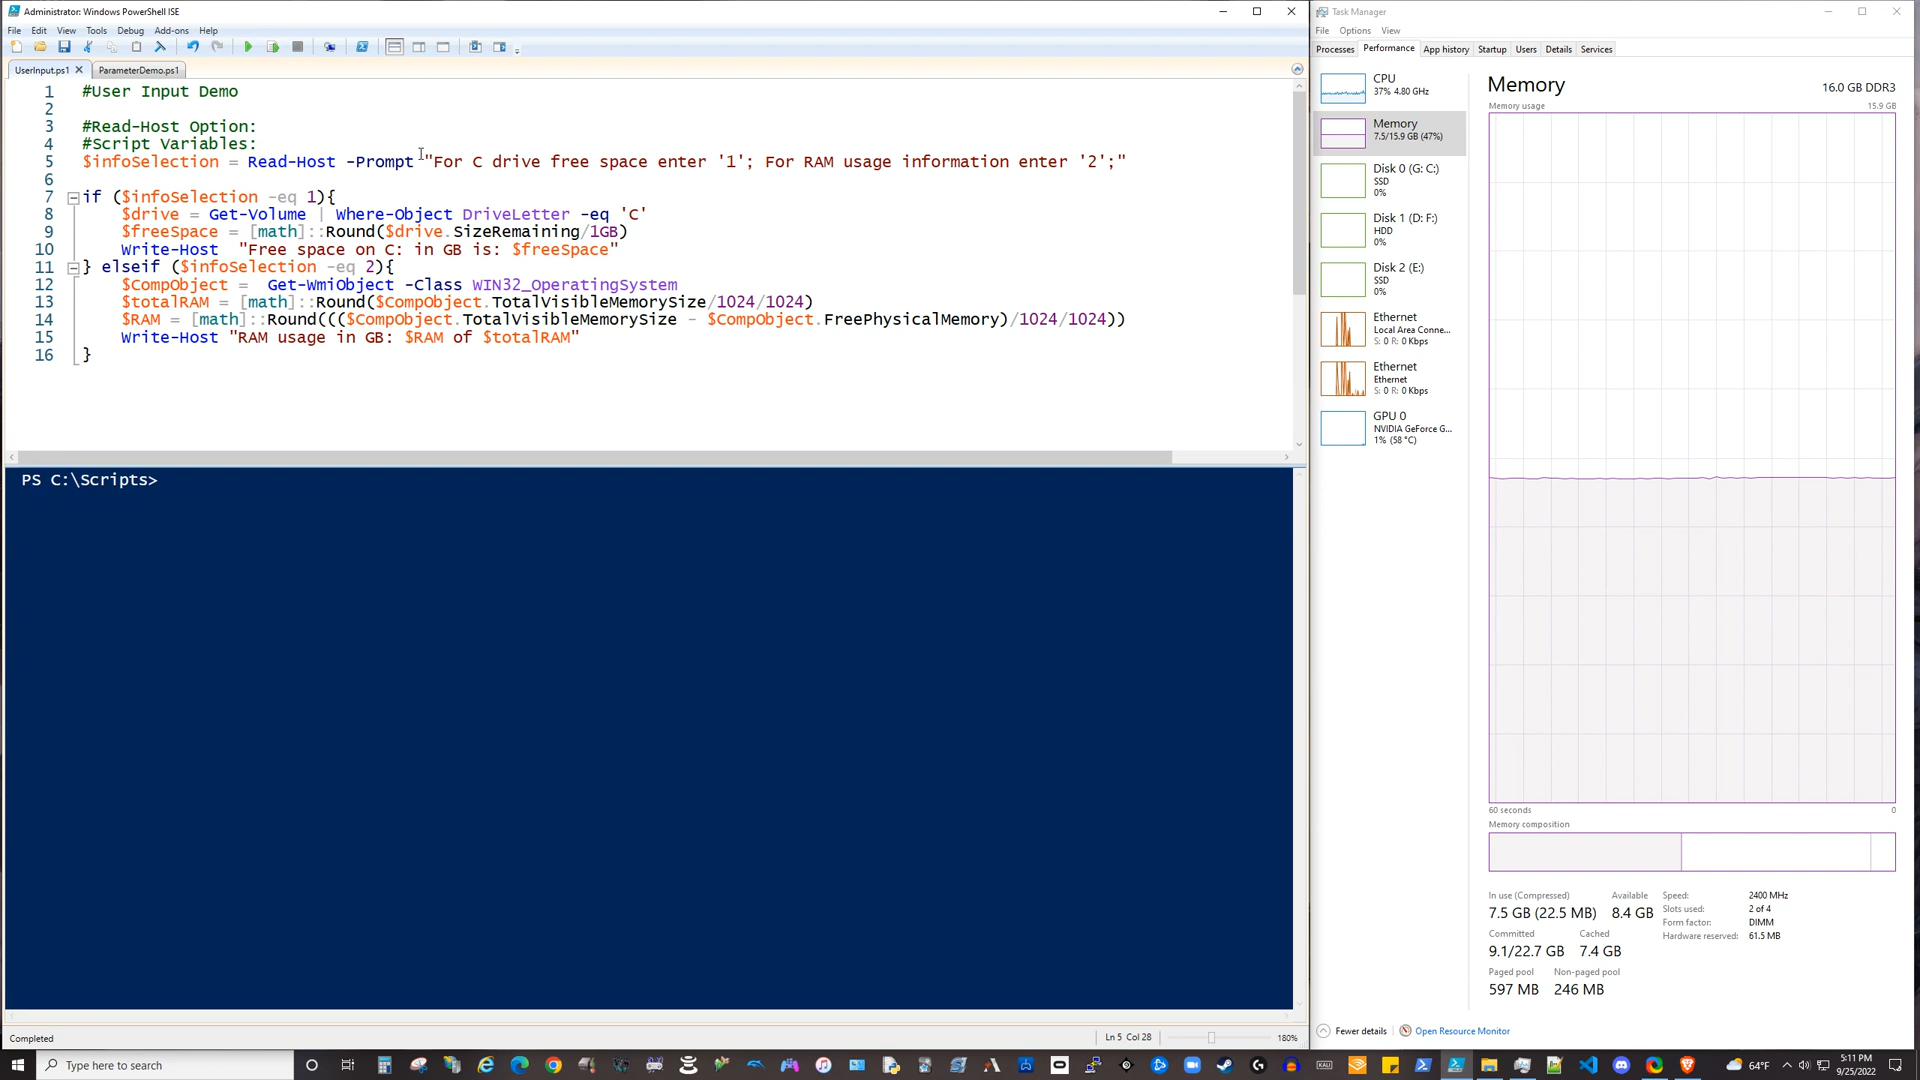 Administrator: Windows PowerShell ISE
File Edit View Tools Debug Add-ons Help
UserInput.ps1 ParameterDemo.ps1
1 #User Input Demo
2
3 #Read-Host Option:
4 #Script Variables:
5 $infoSelection = Read-Host -Prompt "For C drive free space enter '1'; For RAM usage information enter '2';"
6
7 if ($infoSelection -eq 1){
8 $drive = Get-Volume | Where-Object DriveLetter -eq 'C'
9 $freeSpace = [math]::Round($drive.SizeRemaining/1GB)
10 Write-Host "Free space on C: in GB is: $freeSpace"
11 } elseif ($infoSelection -eq 2){
12 $CompObject = Get-WmiObject -Class WIN32_OperatingSystem
13 $totalRAM = [math]::Round($CompObject.TotalVisibleMemorySize/1024/1024)
14 $RAM = [math]::Round((($CompObject.TotalVisibleMemorySize - $CompObject.FreePhysicalMemory)/1024/1024))
15 Write-Host "RAM usage in GB: $RAM of $totalRAM"
16 }
PS C:\Scripts>
Completed
Ln 5 Col 28
180%
Task Manager
File Options View
Processes Performance App history Startup Users Details Services
CPU
37% 4.80 GHz
Memory
7.5/15.9 GB (47%)
Disk 0 (G: C:)
SSD
0%
Disk 1 (D: F:)
HDD
0%
Disk 2 (E:)
SSD
0%
Ethernet
Local Area Conne...
S: 0 R: 0 Kbps
Ethernet
Ethernet
S: 0 R: 0 Kbps
GPU 0
NVIDIA GeForce G...
1% (58 °C)
Memory 16.0 GB DDR3
Memory usage 15.9 GB
60 seconds 0
Memory composition
In use (Compressed) Available
7.5 GB (22.5 MB) 8.4 GB
Committed Cached
9.1/22.7 GB 7.4 GB
Paged pool Non-paged pool
597 MB 246 MB
Speed: 2400 MHz
Slots used: 2 of 4
Form factor: DIMM
Hardware reserved: 61.5 MB
Fewer details Open Resource Monitor
Type here to search
KALI
64°F
5:11 PM
9/25/2022